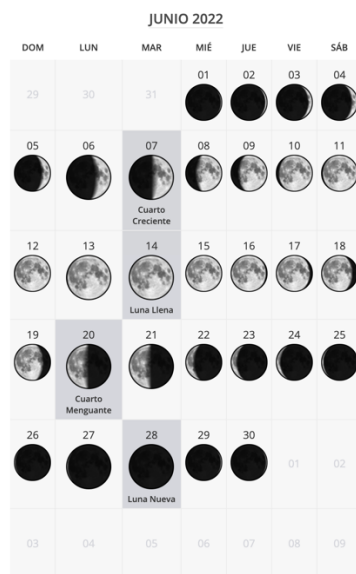 JUNIO 2022
DOM LUN MAR MIÉ JUE VIE SÁB
29 30 31 01 02 03 04
05 06 07 08 09 10 11
Cuarto
Creciente
12 13 14 15 16 17 18
Luna Llena
19 20 21 22 23 24 25
Cuarto
Menguante
26 27 28 29 30 01 02
Luna Nueva
03 04 05 06 07 08 09